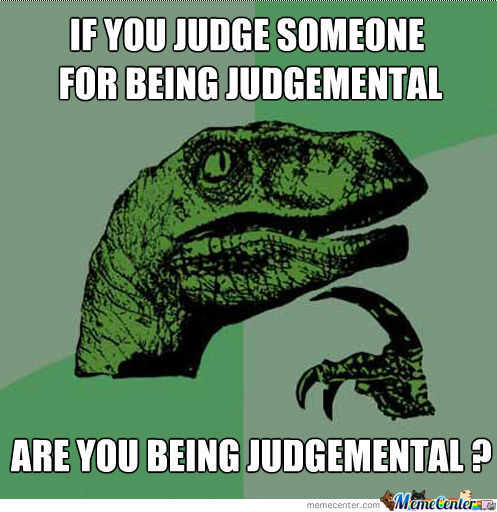 IF YOU JUDGE SOMEONE
FOR BEING JUDGEMENTAL
ARE YOU BEING JUDGEMENTAL ?
memecenter.com MemeCenter